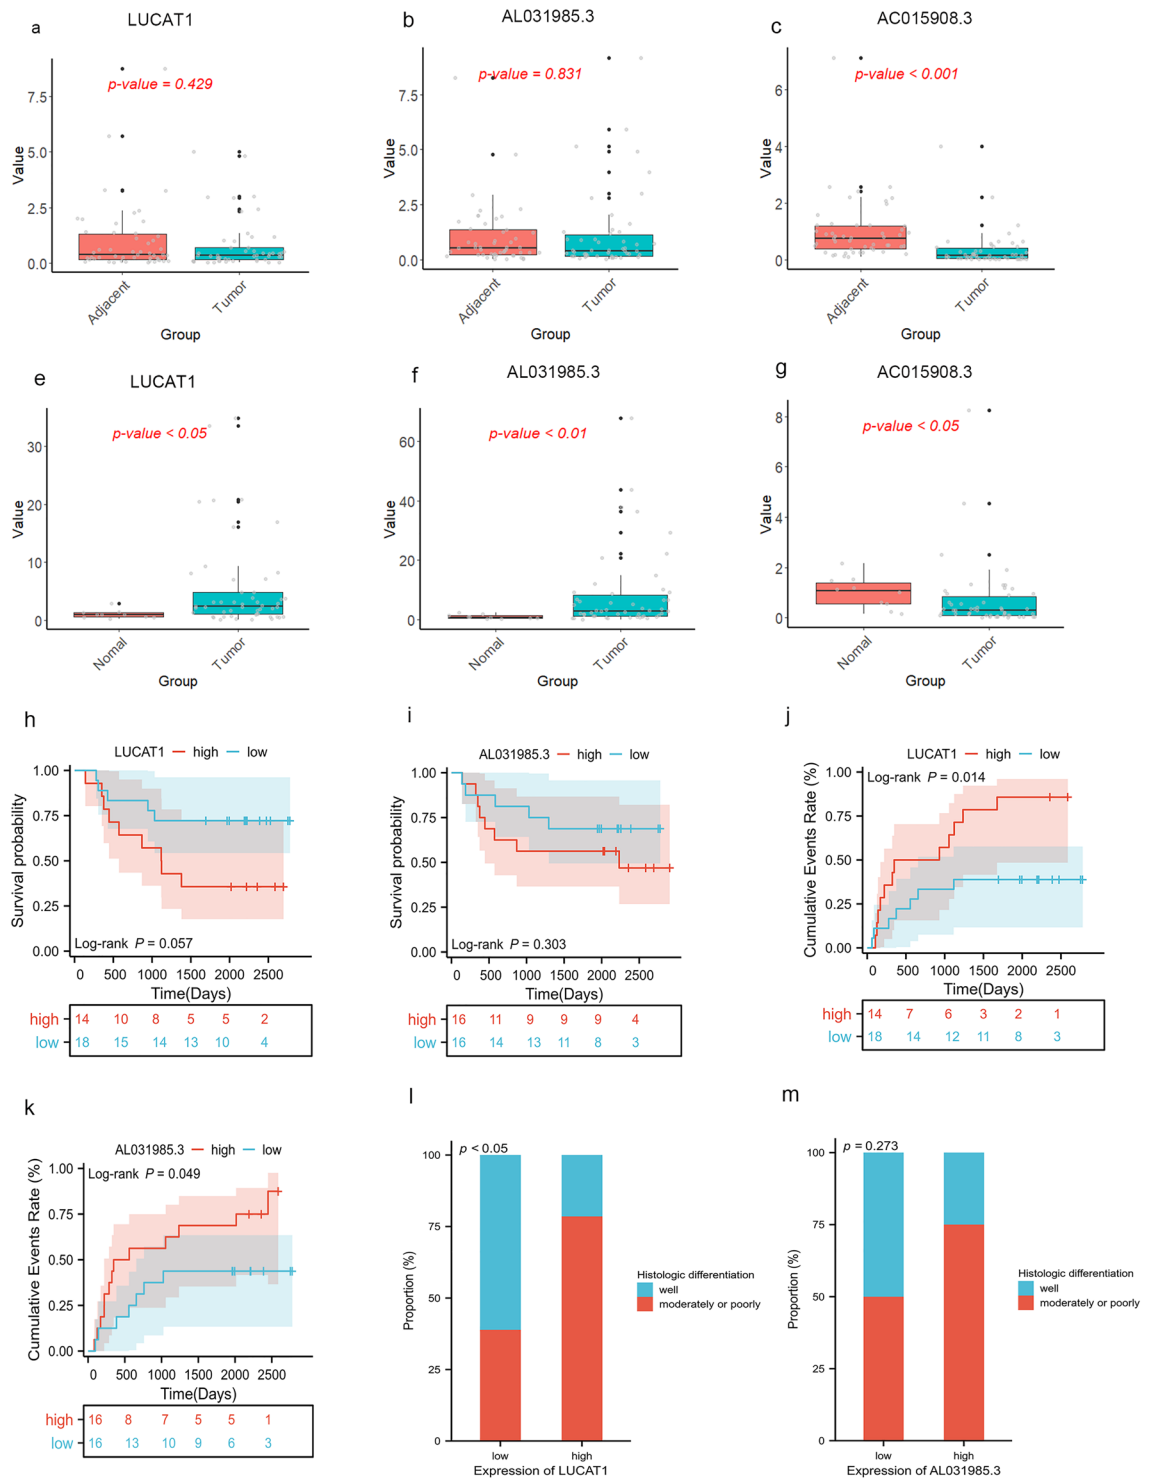 a
LUCAT1
p-value = 0.429
Value
7.5
5.0
2.5
0.0
Adjacent
Tumor
Group
b
AL031985.3
p-value = 0.831
Value
7.5
5.0
2.5
0.0
Adjacent
Tumor
Group
c
AC015908.3
p-value < 0.001
Value
6
4
2
0
Adjacent
Tumor
Group
e
LUCAT1
p-value < 0.05
Value
30
20
10
0
Nomal
Tumor
Group
f
AL031985.3
p-value < 0.01
Value
60
40
20
0
Nomal
Tumor
Group
g
AC015908.3
p-value < 0.05
Value
8
6
4
2
0
Nomal
Tumor
Group
h
LUCAT1 high low
Survival probability
1.00
0.75
0.50
0.25
0.00
Log-rank P = 0.057
0 500 1000 1500 2000 2500
Time(Days)
high 14 10 8 5 5 2
low 18 15 14 13 10 4
i
AL031985.3 high low
Survival probability
1.00
0.75
0.50
0.25
0.00
Log-rank P = 0.303
0 500 1000 1500 2000 2500
Time(Days)
high 16 11 9 9 9 4
low 16 14 13 11 8 3
j
LUCAT1 high low
Log-rank P = 0.014
Cumulative Events Rate (%)
1.00
0.75
0.50
0.25
0.00
0 500 1000 1500 2000 2500
Time(Days)
high 14 7 6 3 2 1
low 18 14 12 11 8 3
k
AL031985.3 high low
Log-rank P = 0.049
Cumulative Events Rate (%)
1.00
0.75
0.50
0.25
0.00
0 500 1000 1500 2000 2500
Time(Days)
high 16 8 7 5 5 1
low 16 13 10 9 6 3
l
p < 0.05
Proportion (%)
100
75
50
25
0
low high
Expression of LUCAT1
Histologic differentiation
well
moderately or poorly
m
p = 0.273
Proportion (%)
100
75
50
25
0
low high
Expression of AL031985.3
Histologic differentiation
well
moderately or poorly